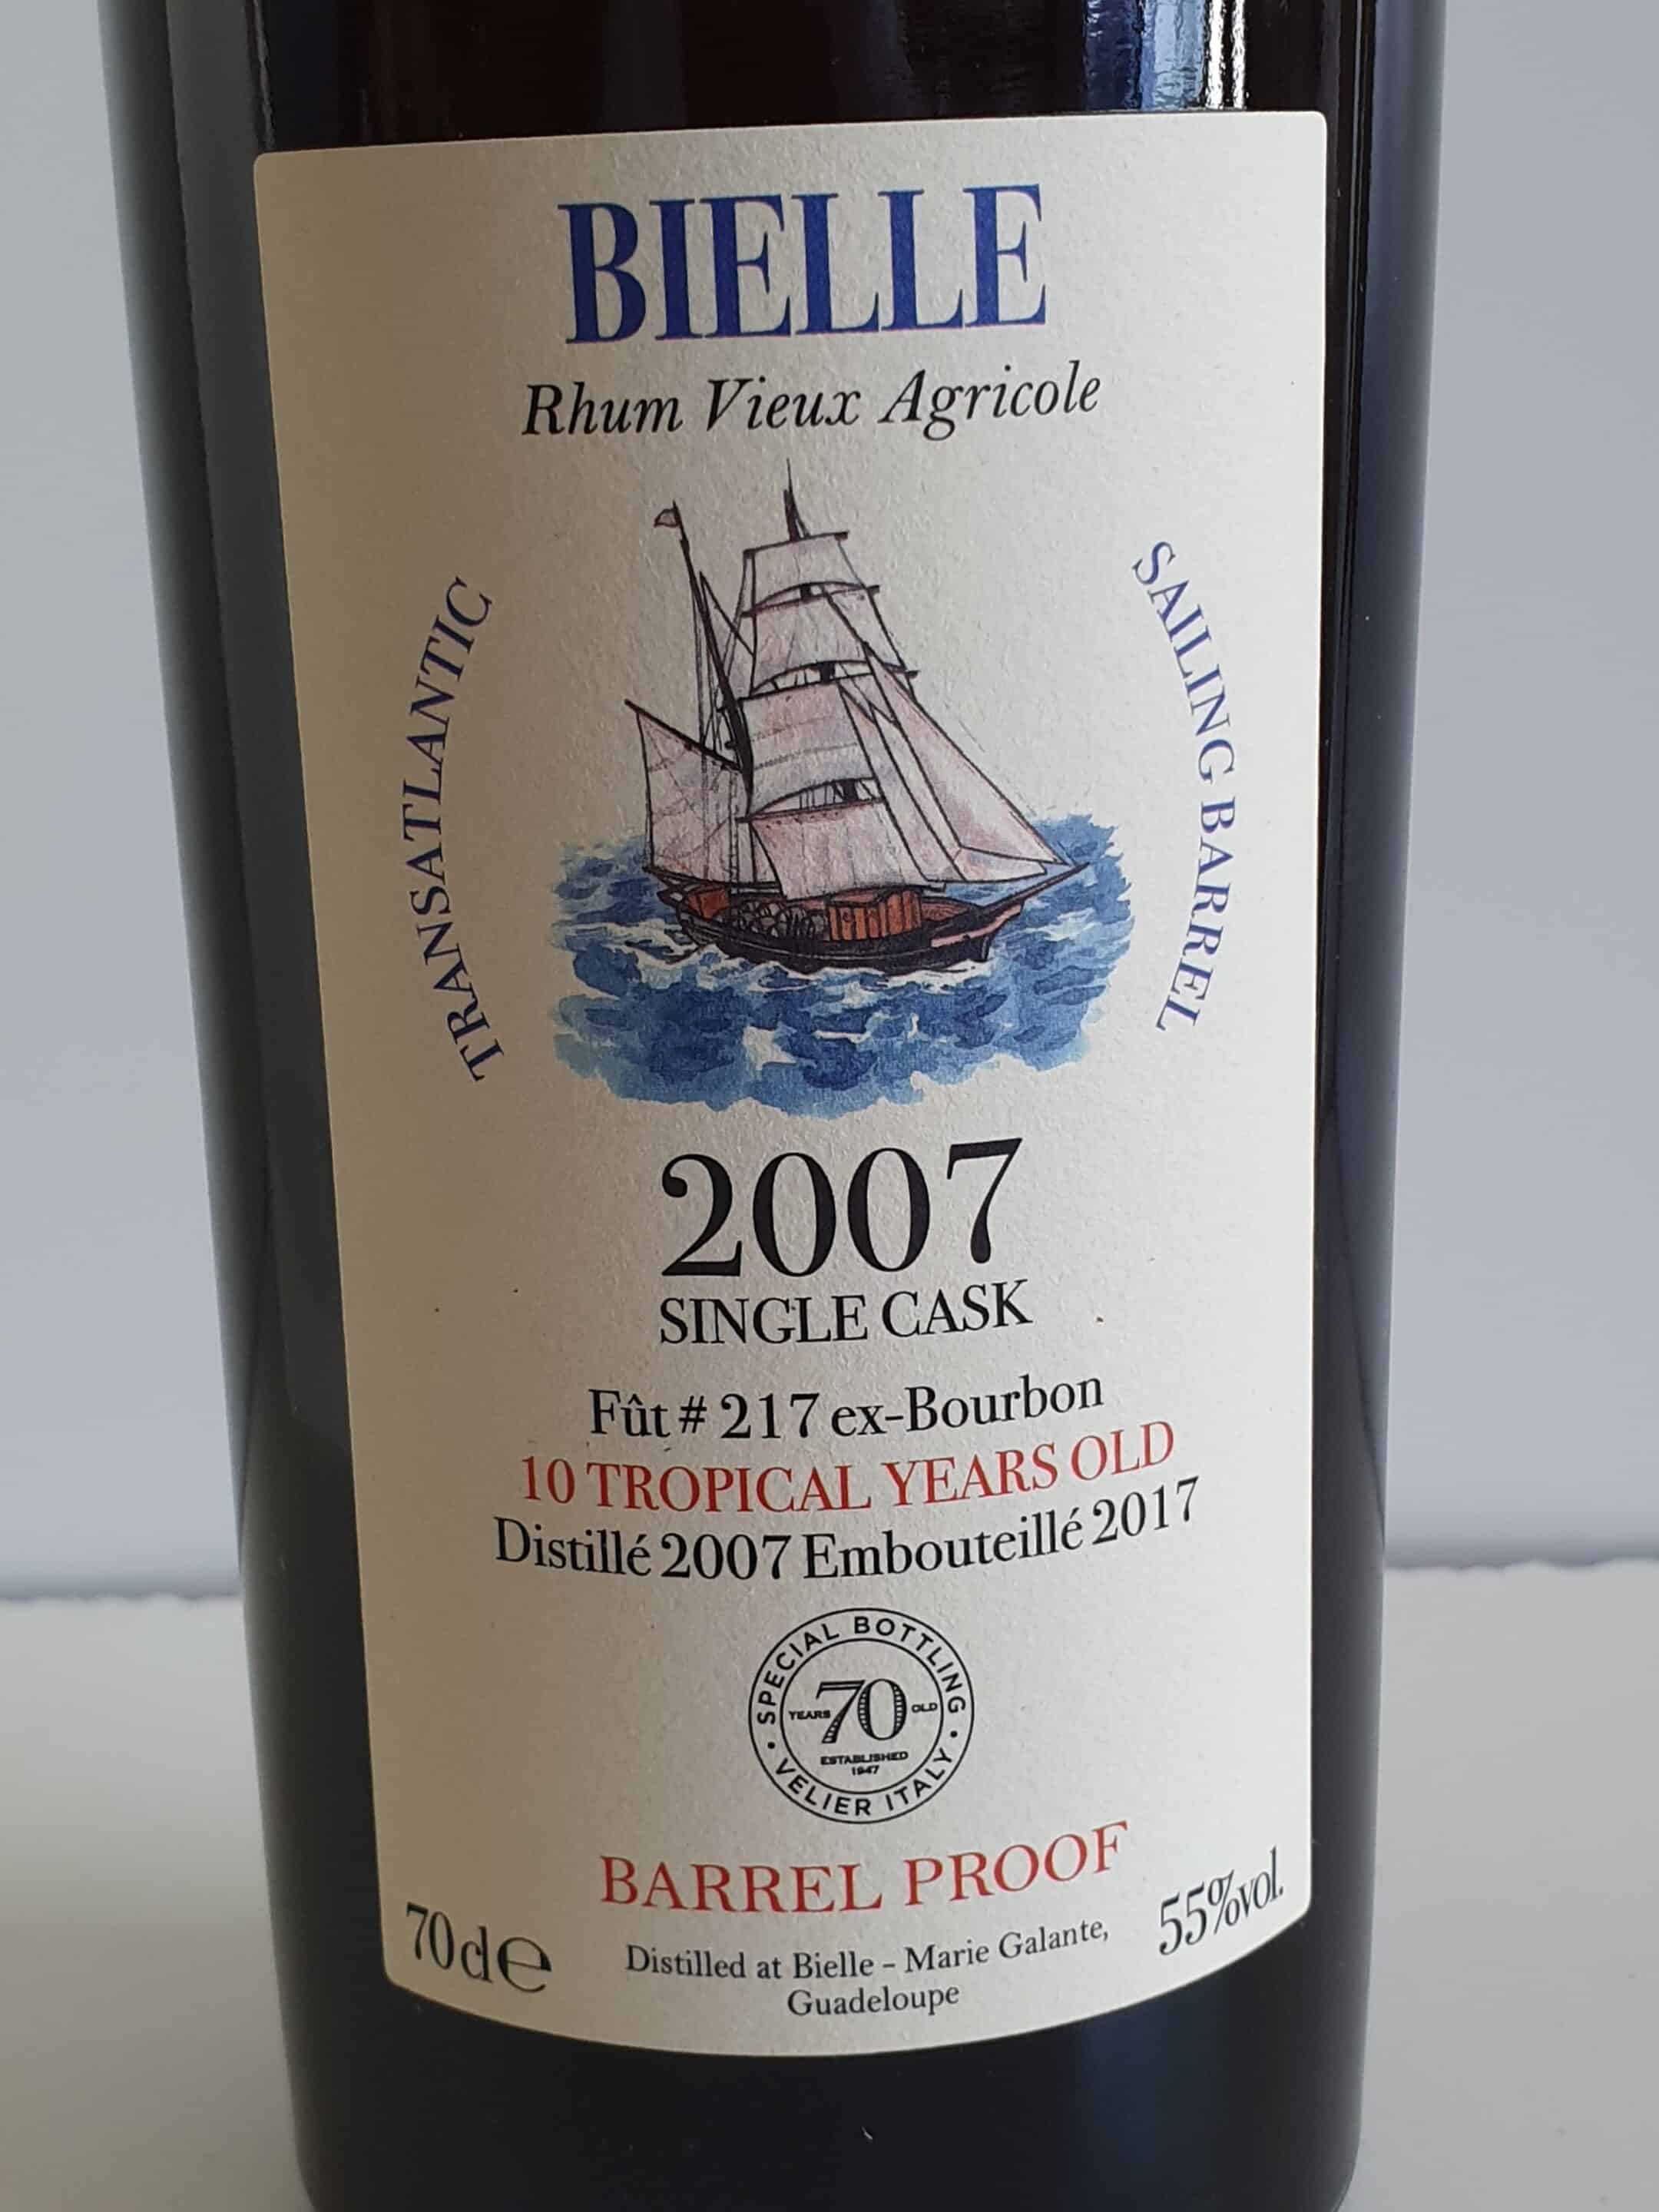 BIELLE
Rhum Vieux Agricole
TRANSATLANTIC
SAILING BARREL
2007
SINGLE CASK
Fût # 217 ex-Bourbon
10 TROPICAL YEARS OLD
Distillé 2007 Embouteillé 2017
• SPECIAL BOTTLING •
YEARS 70 OLD
ESTABLISHED
1947
VELIER ITALY
BARREL PROOF
70cl ℮
55%vol.
Distilled at Bielle - Marie Galante,
Guadeloupe